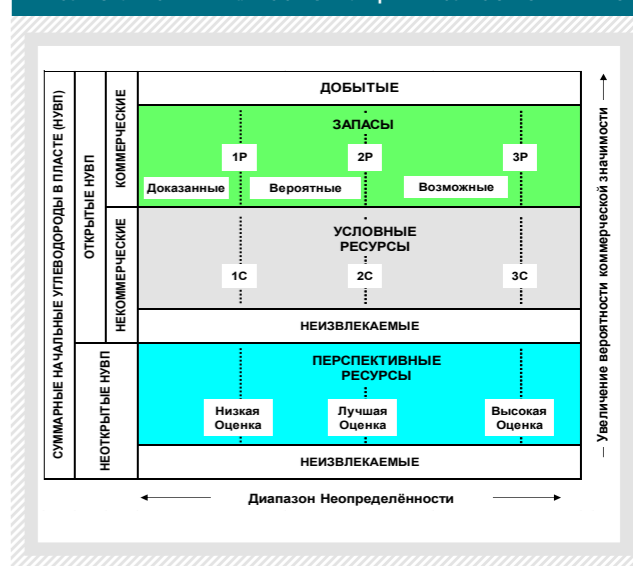 СУММАРНЫЕ НАЧАЛЬНЫЕ УГЛЕВОДОРОДЫ В ПЛАСТЕ (НУВП)
ОТКРЫТЫЕ НУВП
КОММЕРЧЕСКИЕ
ДОБЫТЫЕ
ЗАПАСЫ
1P 2P 3P
Доказанные Вероятные Возможные
НЕКОММЕРЧЕСКИЕ
УСЛОВНЫЕ
РЕСУРСЫ
1C 2C 3C
НЕИЗВЛЕКАЕМЫЕ
НЕОТКРЫТЫЕ НУВП
ПЕРСПЕКТИВНЫЕ
РЕСУРСЫ
Низкая Лучшая Высокая
Оценка Оценка Оценка
НЕИЗВЛЕКАЕМЫЕ
Диапазон Неопределённости
Увеличение вероятности коммерческой значимости